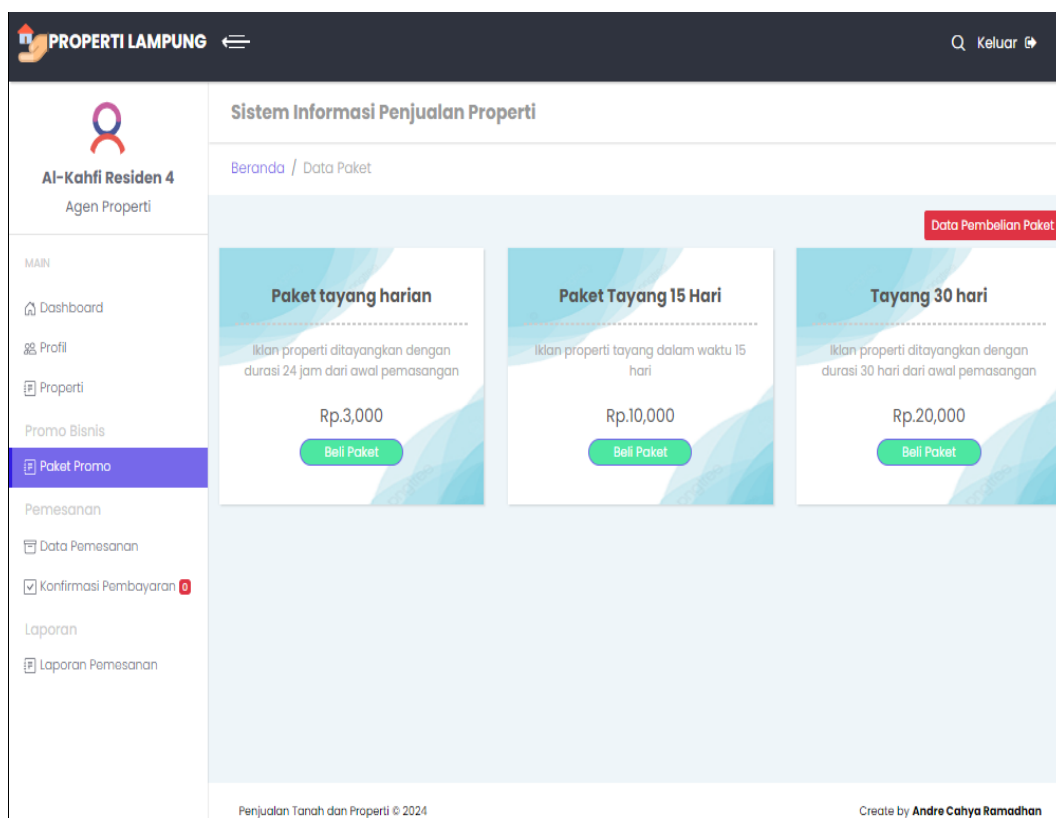 PROPERTI LAMPUNG
Keluar
Al-Kahfi Residen 4
Agen Properti
MAIN
Dashboard
Profil
Properti
Promo Bisnis
Paket Promo
Pemesanan
Data Pemesanan
Konfirmasi Pembayaran 0
Laporan
Laporan Pemesanan
Sistem Informasi Penjualan Properti
Beranda / Data Paket
Data Pembelian Paket
Paket tayang harian
Iklan properti ditayangkan dengan
durasi 24 jam dari awal pemasangan
Rp.3,000
Beli Paket
Paket Tayang 15 Hari
Iklan properti tayang dalam waktu 15
hari
Rp.10,000
Beli Paket
Tayang 30 hari
Iklan properti ditayangkan dengan
durasi 30 hari dari awal pemasangan
Rp.20,000
Beli Paket
Penjualan Tanah dan Properti © 2024
Create by Andre Cahya Ramadhan